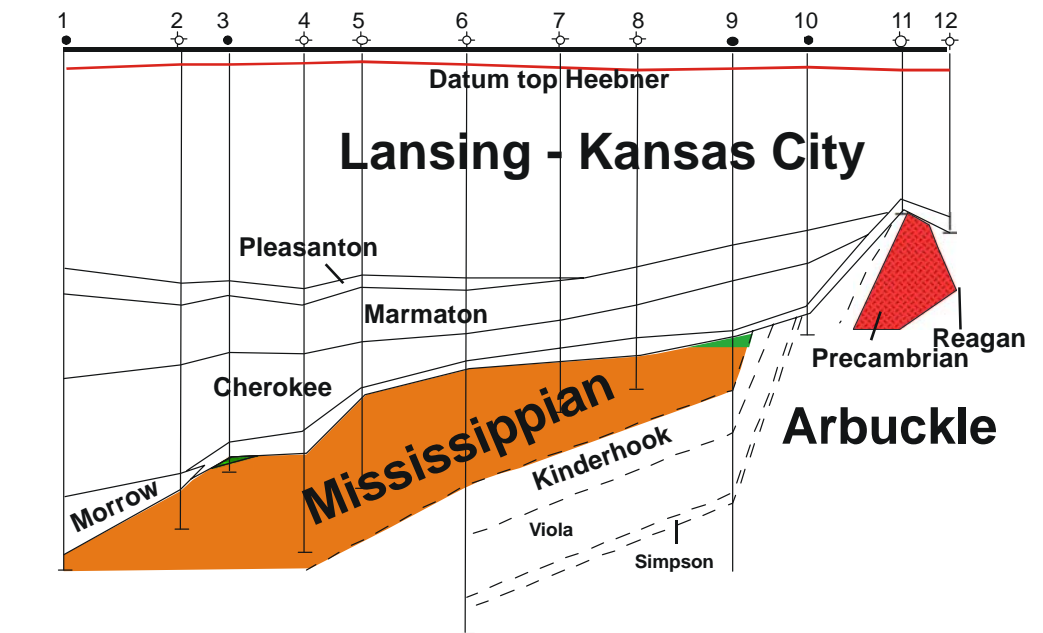 1 2 3 4 5 6 7 8 9 10 11 12
Datum top Heebner
Lansing - Kansas City
Pleasanton
Marmaton
Reagan
Precambrian
Cherokee
Mississippian
Arbuckle
Kinderhook
Morrow
Viola
Simpson